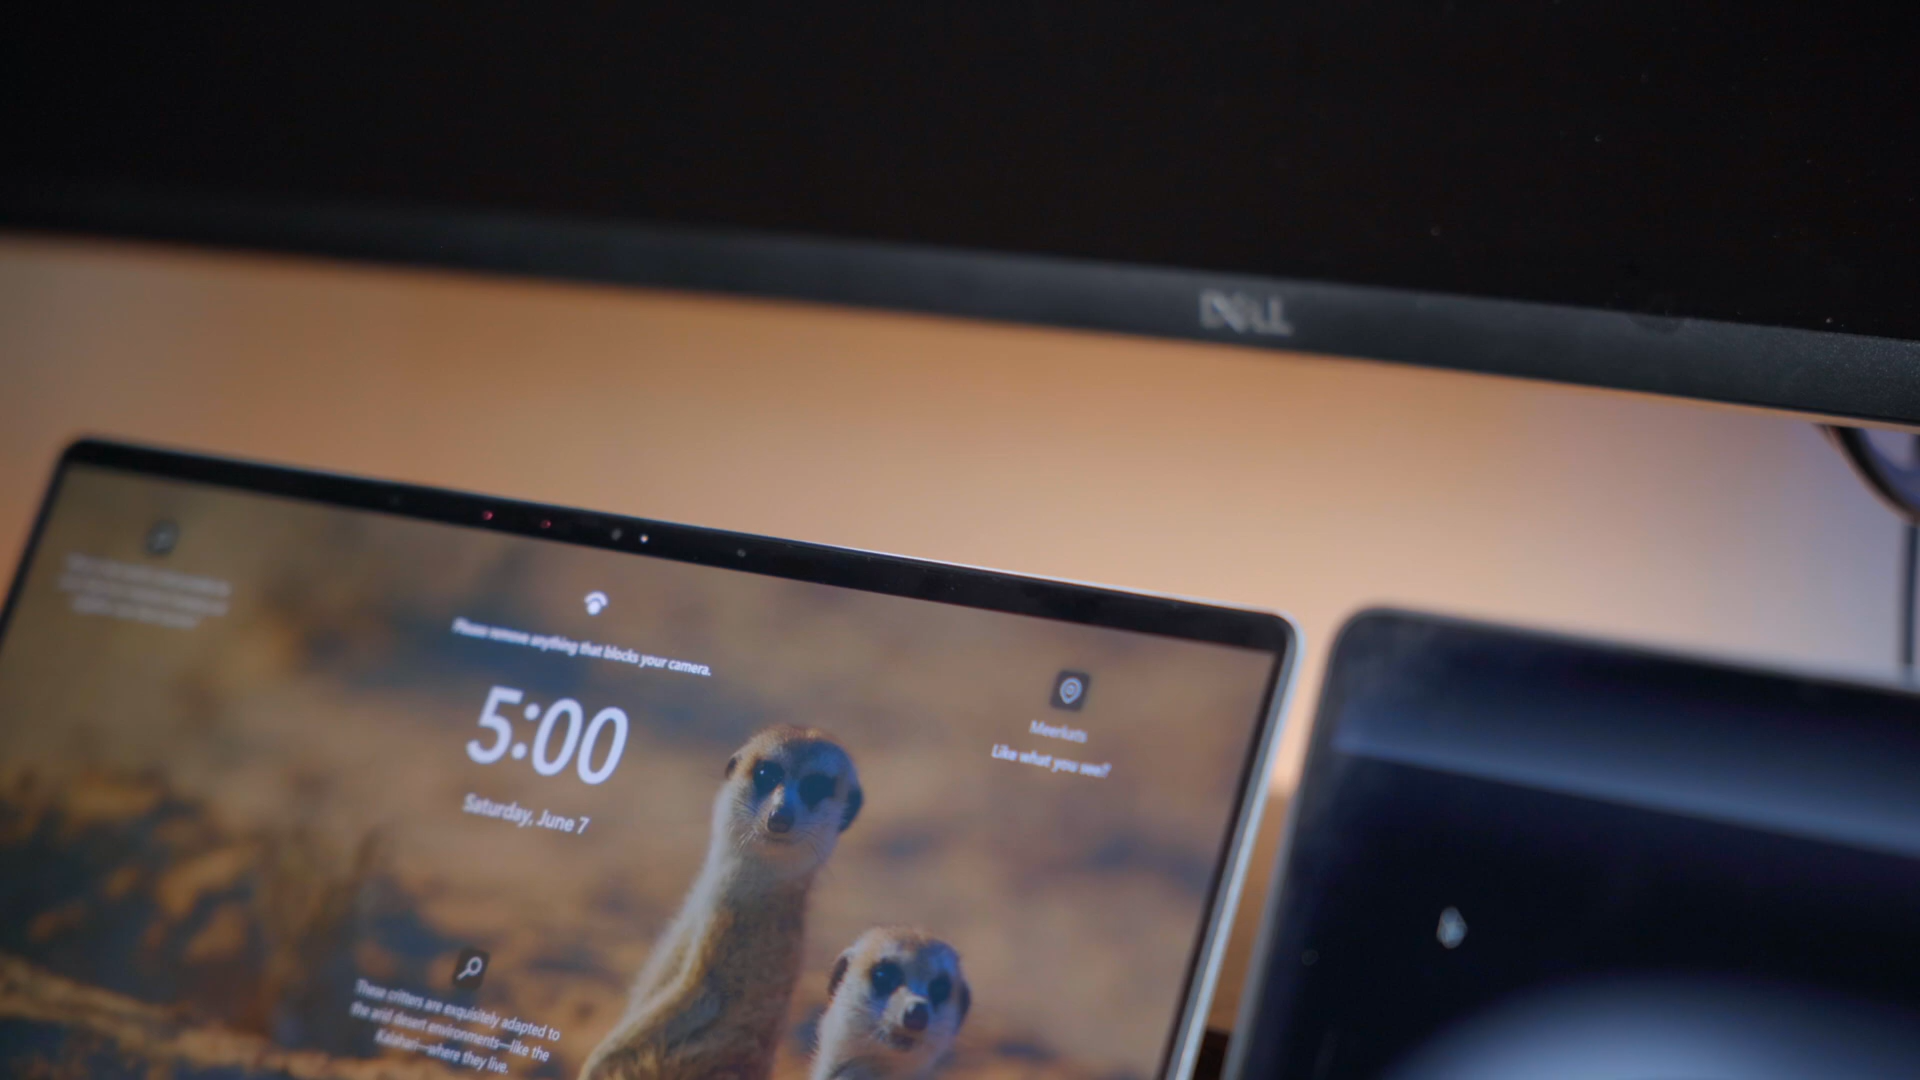 DELL
Please remove anything that blocks your camera.
5:00
Saturday, June 7
Meerkats
Like what you see?
These critters are exquisitely adapted to
the arid desert environments—like the
Kalahari—where they live.